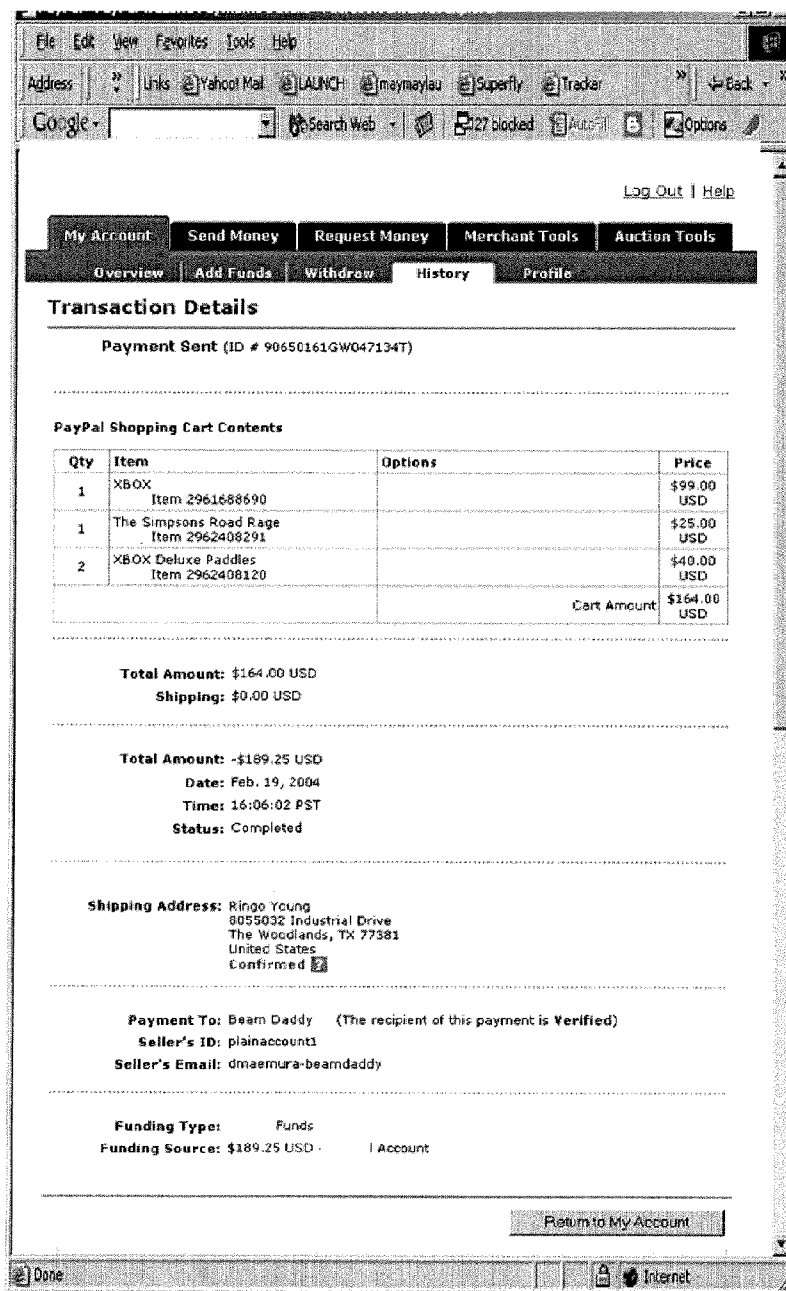 File Edit View Favorites Tools Help
Address » Links Yahoo! Mail LAUNCH maymaylau Superfly Trackar » Back »
Google Search Web 127 blocked AutoFill Options
Log Out | Help
My Account Send Money Request Money Merchant Tools Auction Tools
Overview Add Funds Withdraw History Profile
Transaction Details
Payment Sent (ID # 90650161GW047134T)
PayPal Shopping Cart Contents
Qty Item Options Price
1 XBOX $99.00
Item 2961688690 USD
1 The Simpsons Road Rage $25.00
Item 2962408291 USD
2 XBOX Deluxe Paddles $40.00
Item 2962408120 USD
Cart Amount $164.00
USD
Total Amount: $164.00 USD
Shipping: $0.00 USD
Total Amount: -$189.25 USD
Date: Feb. 19, 2004
Time: 16:06:02 PST
Status: Completed
Shipping Address: Ringo Young
6055032 Industrial Drive
The Woodlands, TX 77381
United States
Confirmed ?
Payment To: Beam Daddy (The recipient of this payment is Verified)
Seller's ID: plainaccount1
Seller's Email: dmaemura-beamdaddy
Funding Type: Funds
Funding Source: $189.25 USD - l Account
Return to My Account
Done Internet